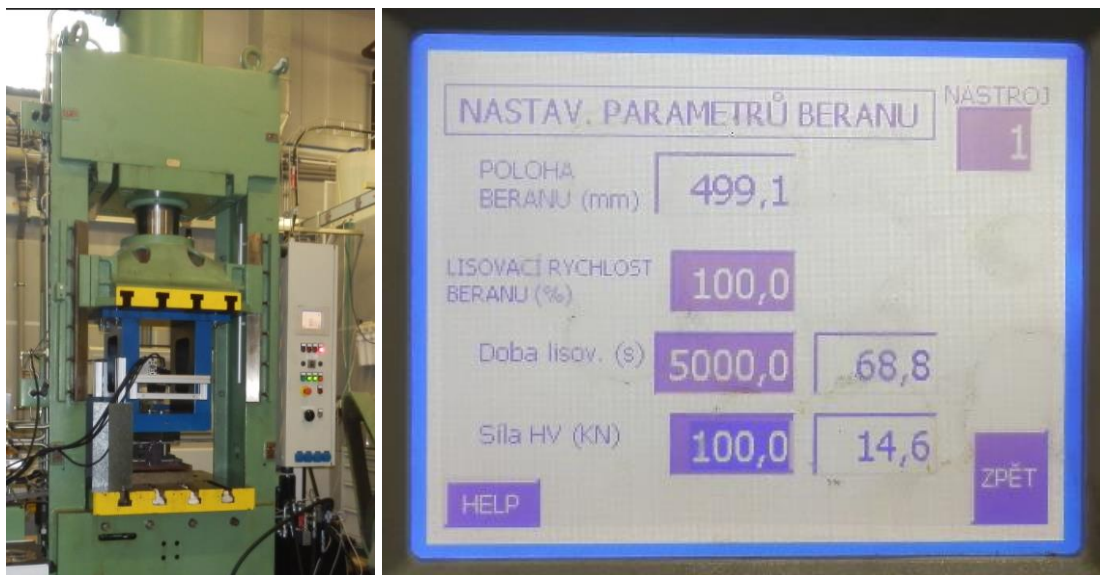 NASTAV. PARAMETRŮ BERANU
NÁSTROJ
1
POLOHA
BERANU (mm) 499,1
LISOVACÍ RYCHLOST
BERANU (%) 100,0
Doba lisov. (s) 5000,0 68,8
Síla HV (KN) 100,0 14,6
HELP
ZPĚT